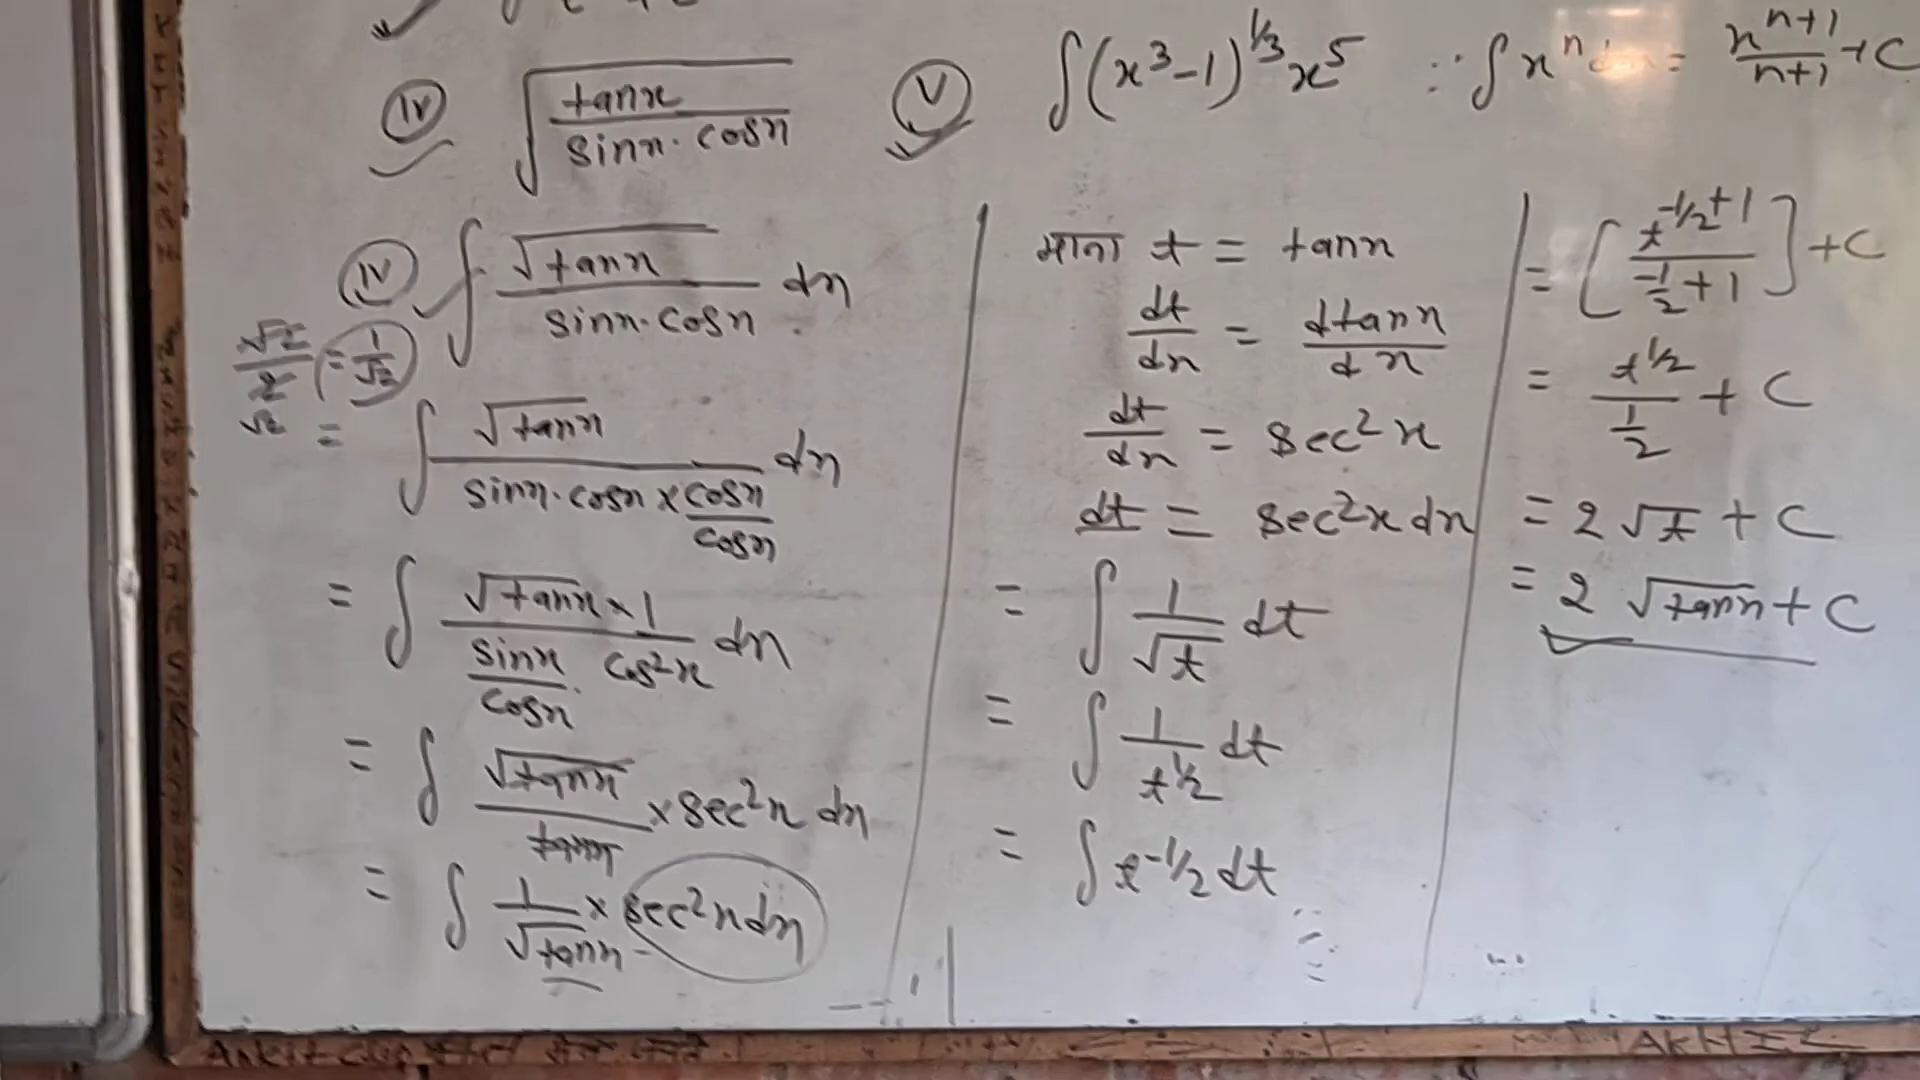 (iv) √(tanx / sinx·cosx)
(v) ∫(x³-1)^1/3 x⁵ ∵ ∫xⁿ dx = x^(n+1)/(n+1) + C
(iv) ∫ √tanx / (sinx·cosx) dx
√2/2 = 1/√2
√2
= ∫ √tanx / (sinx·cosx × cosx/cosx) dx
= ∫ (√tanx × 1) / (sinx/cosx · cos²x) dx
= ∫ √tanx / tanx × sec²x dx
= ∫ 1/√tanx × sec²x dx
माना t = tanx
dt/dx = dtanx/dx
dt/dx = sec²x
dt = sec²x dx
= ∫ 1/√t dt
= ∫ 1/t^1/2 dt
= ∫ t^-1/2 dt
= [t^(-1/2+1) / (-1/2+1)] + C
= t^1/2 / (1/2) + C
= 2√t + C
= 2 √tanx + C